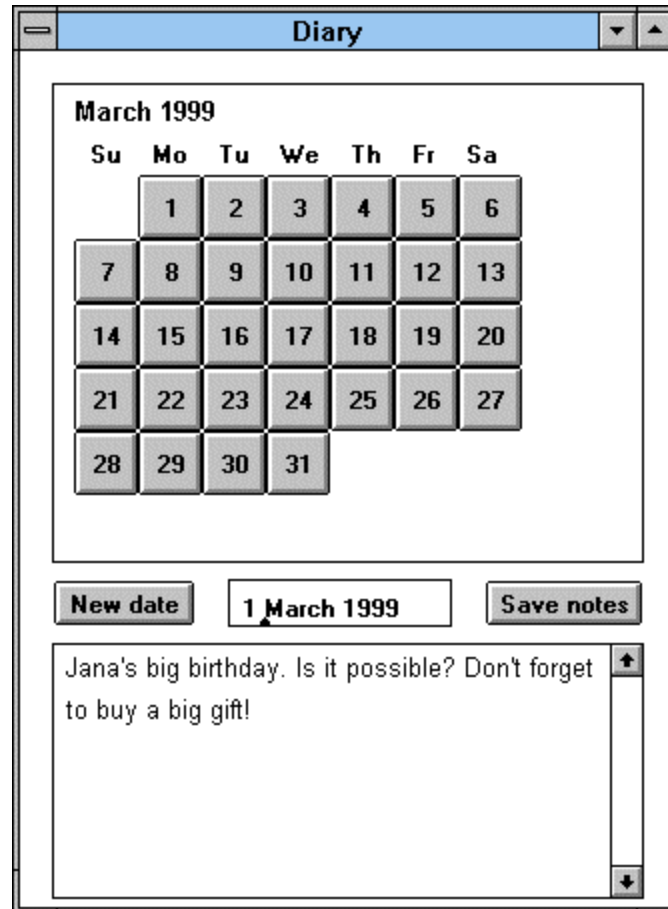 Diary
March 1999
Su Mo Tu We Th Fr Sa
1 2 3 4 5 6
7 8 9 10 11 12 13
14 15 16 17 18 19 20
21 22 23 24 25 26 27
28 29 30 31
New date 1 March 1999 Save notes
Jana's big birthday. Is it possible? Don't forget
to buy a big gift!